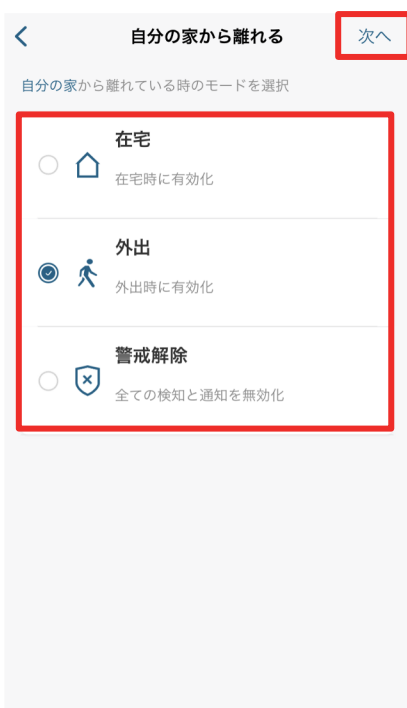 自分の家から離れる
次へ
自分の家から離れている時のモードを選択
在宅
在宅時に有効化
外出
外出時に有効化
警戒解除
全ての検知と通知を無効化